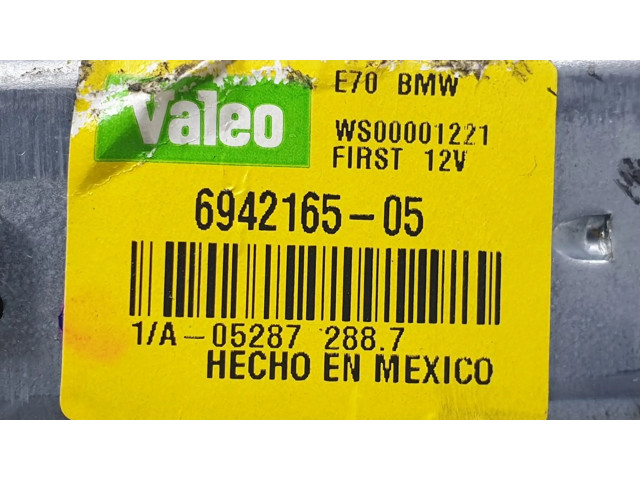 Valeo
E70 BMW
WS00001221
FIRST 12V
6942165-05
1/A-05287 288.7
HECHO EN MEXICO